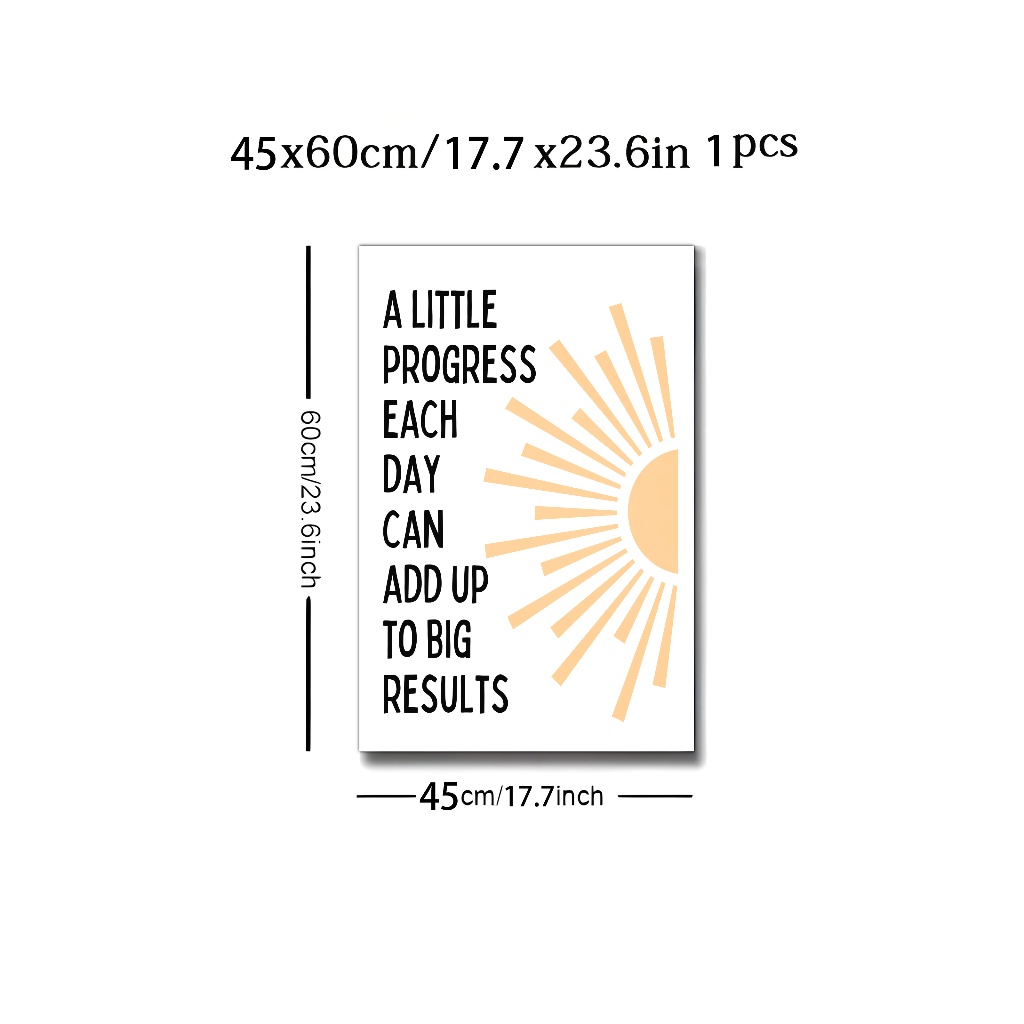 45x60cm/17.7 x23.6in 1pcs
A LITTLE
PROGRESS
EACH
DAY
CAN
ADD UP
TO BIG
RESULTS
60cm/23.6inch
45cm/17.7inch